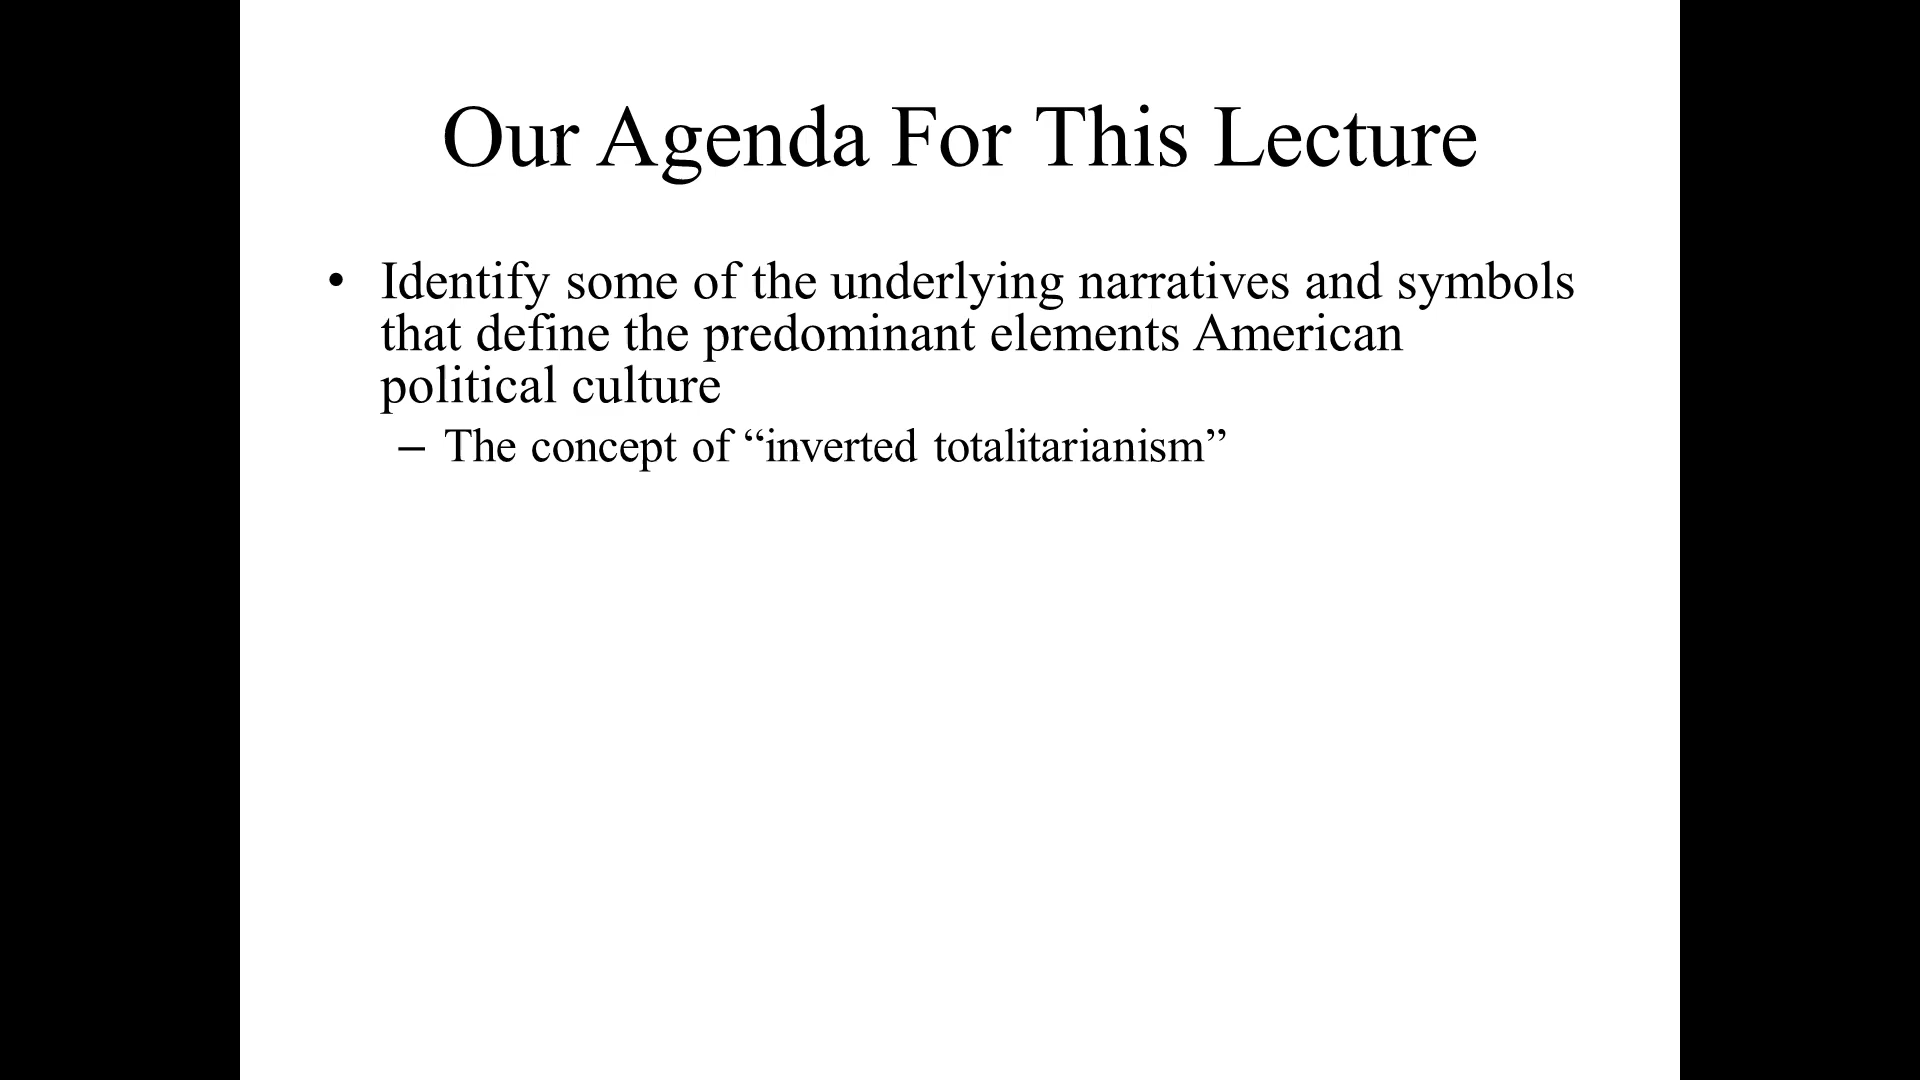 Our Agenda For This Lecture
• Identify some of the underlying narratives and symbols
that define the predominant elements American
political culture
– The concept of “inverted totalitarianism”